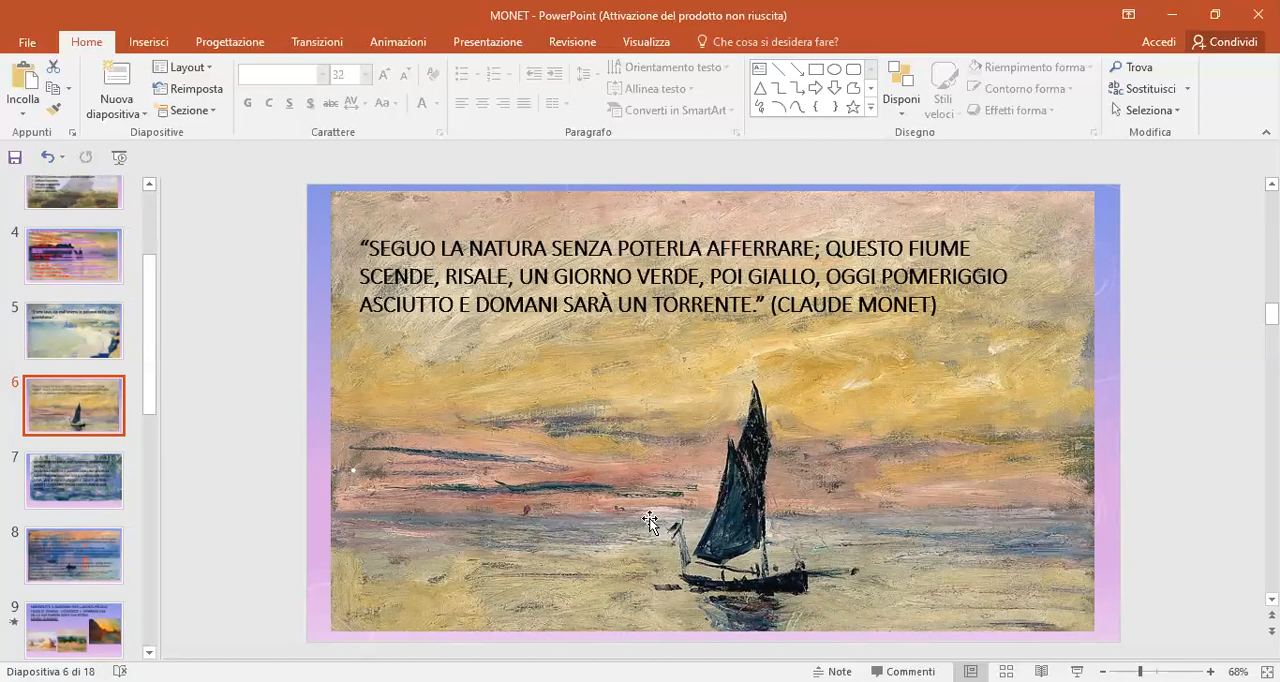 MONET - PowerPoint (Attivazione del prodotto non riuscita)
File Home Inserisci Progettazione Transizioni Animazioni Presentazione Revisione Visualizza Che cosa si desidera fare? Accedi Condividi
Incolla
Appunti
Nuova diapositiva
Layout
Reimposta
Sezione
Diapositive
32
G C S S abc AV Aa A
Carattere
Orientamento testo
Allinea testo
Converti in SmartArt
Paragrafo
Disponi
Stili veloci
Riempimento forma
Contorno forma
Effetti forma
Disegno
Trova
Sostituisci
Seleziona
Modifica
4
5
6
7
8
9
“SEGUO LA NATURA SENZA POTERLA AFFERRARE; QUESTO FIUME
SCENDE, RISALE, UN GIORNO VERDE, POI GIALLO, OGGI POMERIGGIO
ASCIUTTO E DOMANI SARÀ UN TORRENTE.” (CLAUDE MONET)
Diapositiva 6 di 18 Note Commenti 68%